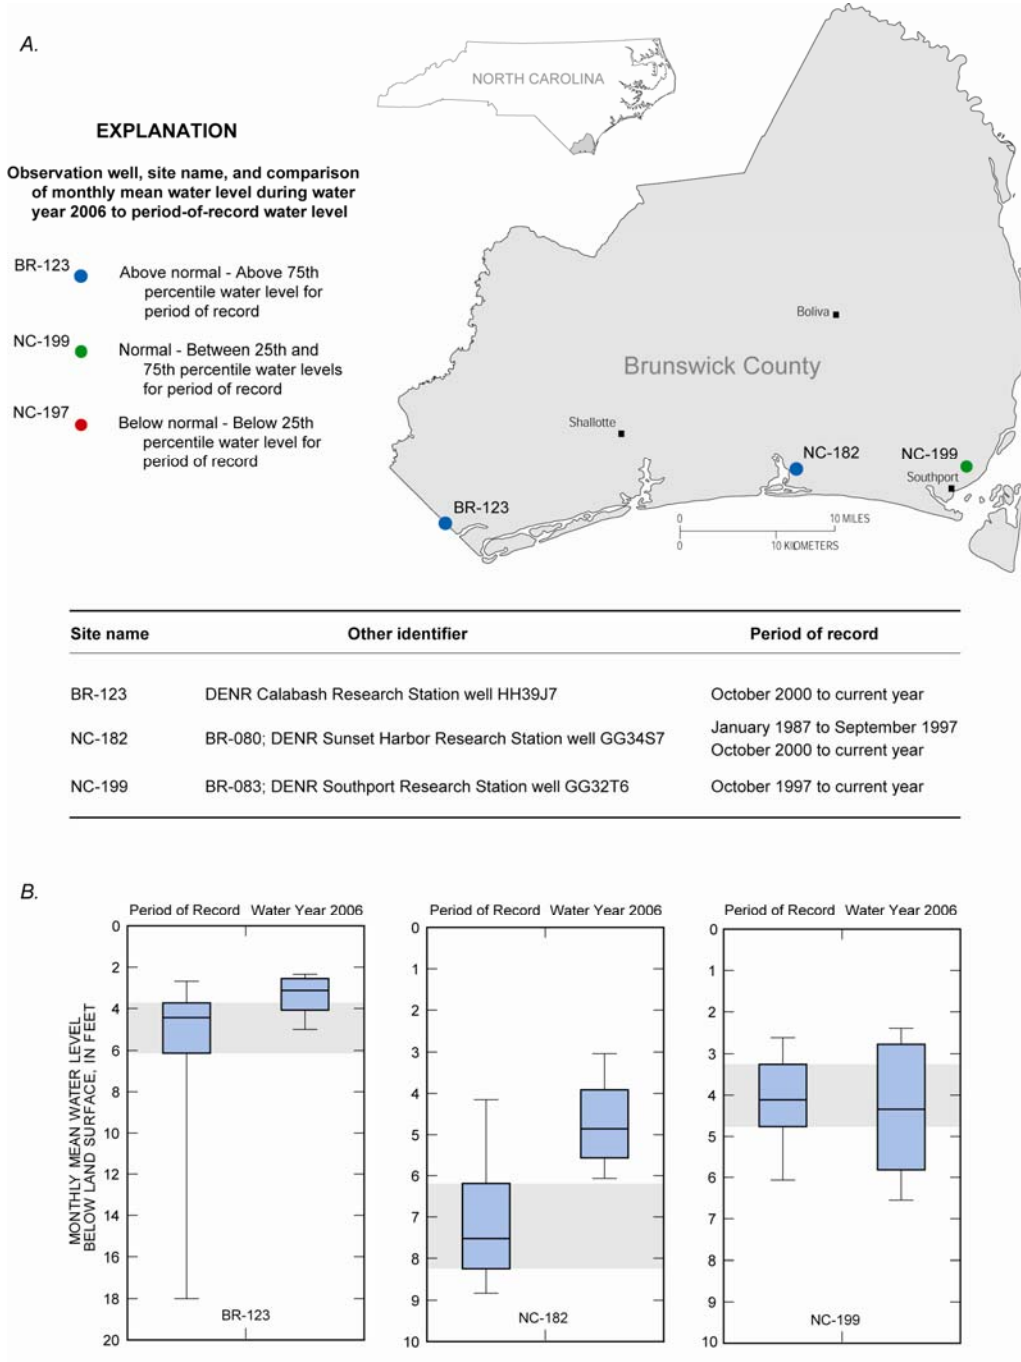 A.
NORTH CAROLINA
EXPLANATION
Observation well, site name, and comparison
of monthly mean water level during water
year 2006 to period-of-record water level
BR-123
Above normal - Above 75th
percentile water level for
period of record
NC-199
Normal - Between 25th and
75th percentile water levels
for period of record
NC-197
Below normal - Below 25th
percentile water level for
period of record
Boliva
Brunswick County
Shallotte
NC-182
NC-199
Southport
BR-123
0 10 MILES
0 10 KILOMETERS
Site name Other identifier Period of record
BR-123 DENR Calabash Research Station well HH39J7 October 2000 to current year
NC-182 BR-080; DENR Sunset Harbor Research Station well GG34S7 January 1987 to September 1997
October 2000 to current year
NC-199 BR-083; DENR Southport Research Station well GG32T6 October 1997 to current year
B.
MONTHLY MEAN WATER LEVEL
BELOW LAND SURFACE, IN FEET
Period of Record Water Year 2006
0
2
4
6
8
10
12
14
16
18
20
BR-123
Period of Record Water Year 2006
0
1
2
3
4
5
6
7
8
9
10
NC-182
Period of Record Water Year 2006
0
1
2
3
4
5
6
7
8
9
10
NC-199